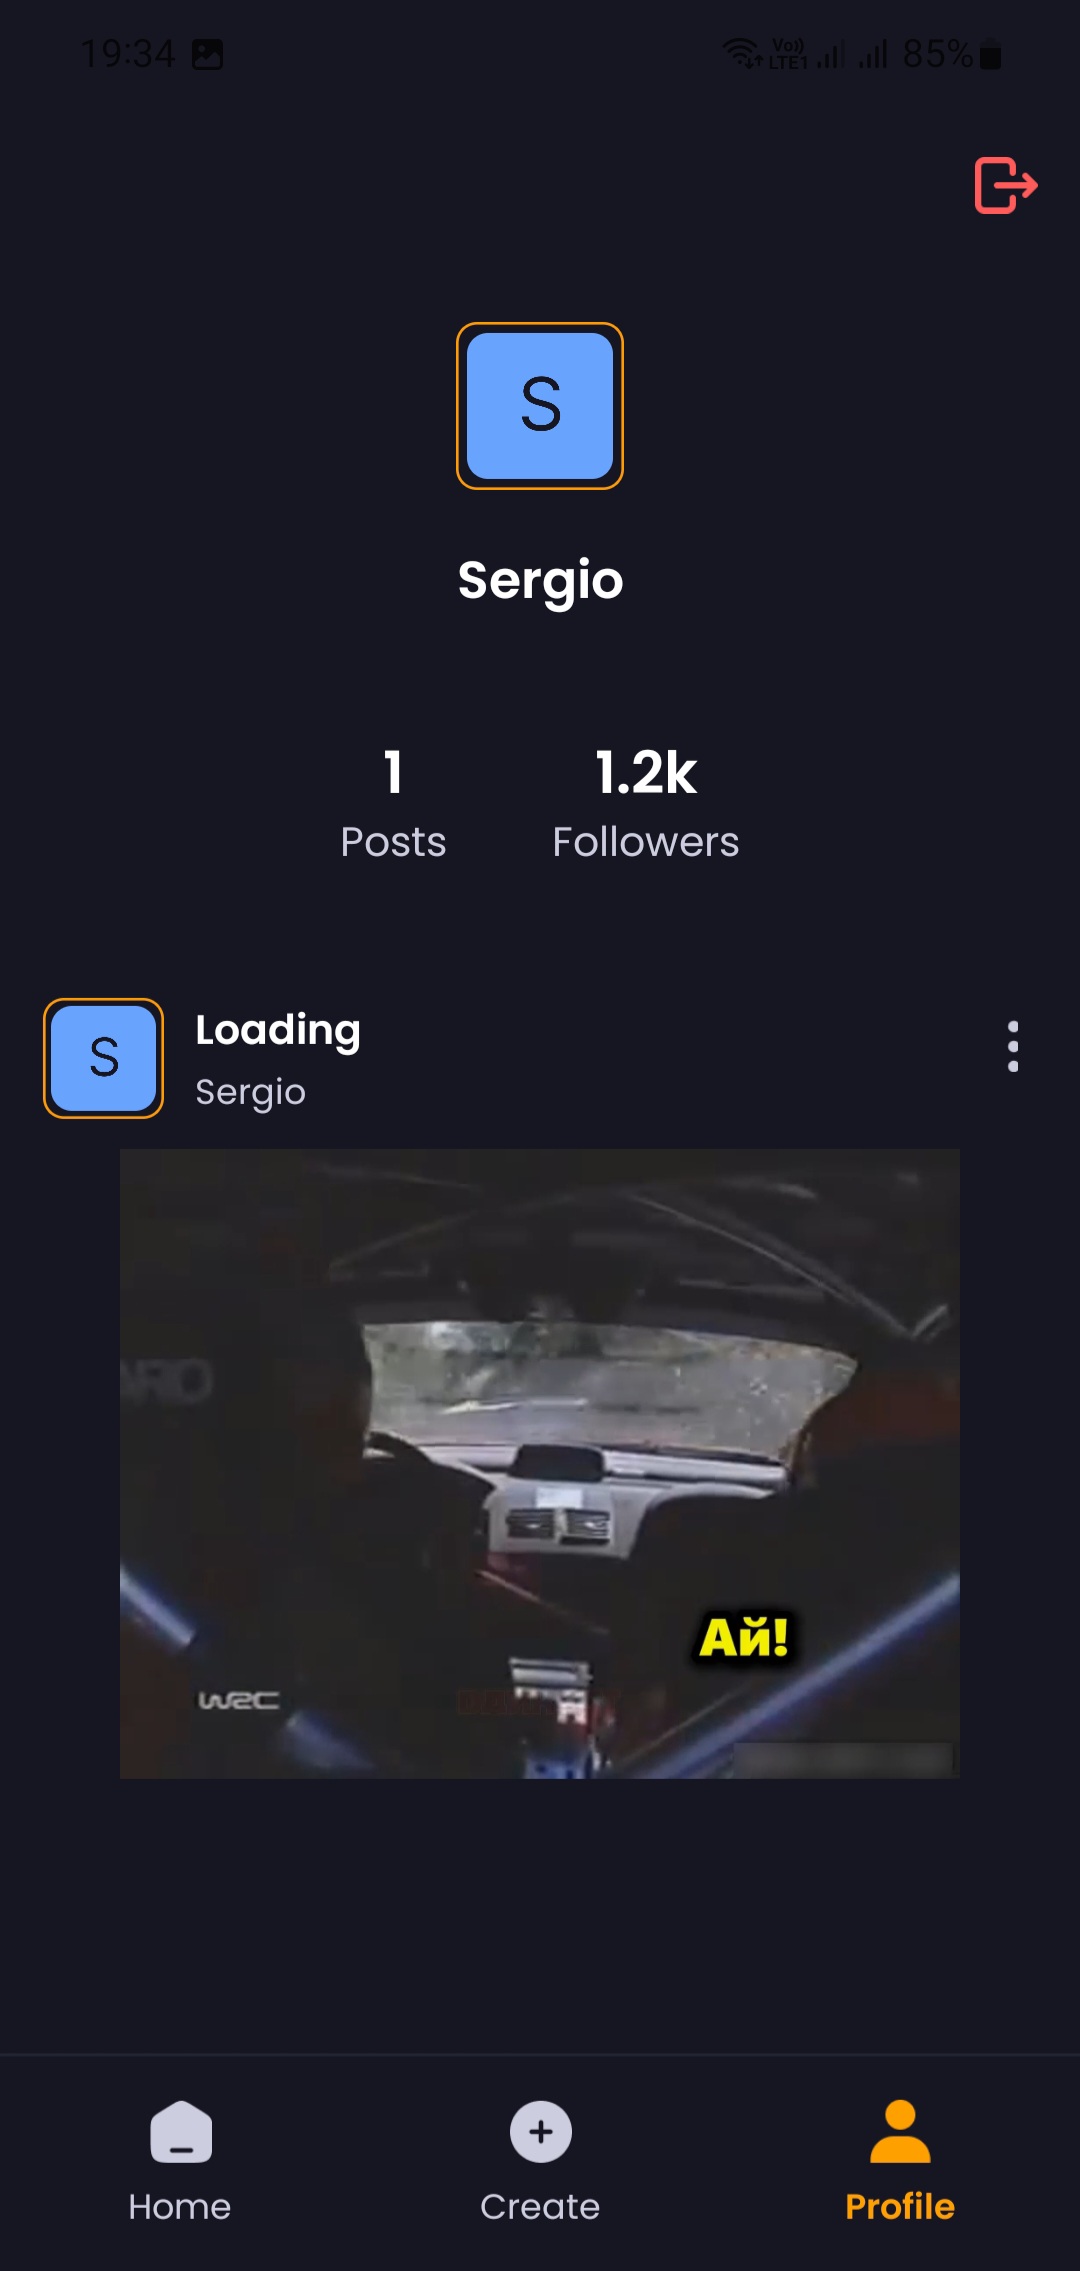 19:34
Vo))
LTE1
85%
S
Sergio
1
1.2k
Posts
Followers
S
Loading
Sergio
Ай!
WRC
Home
Create
Profile